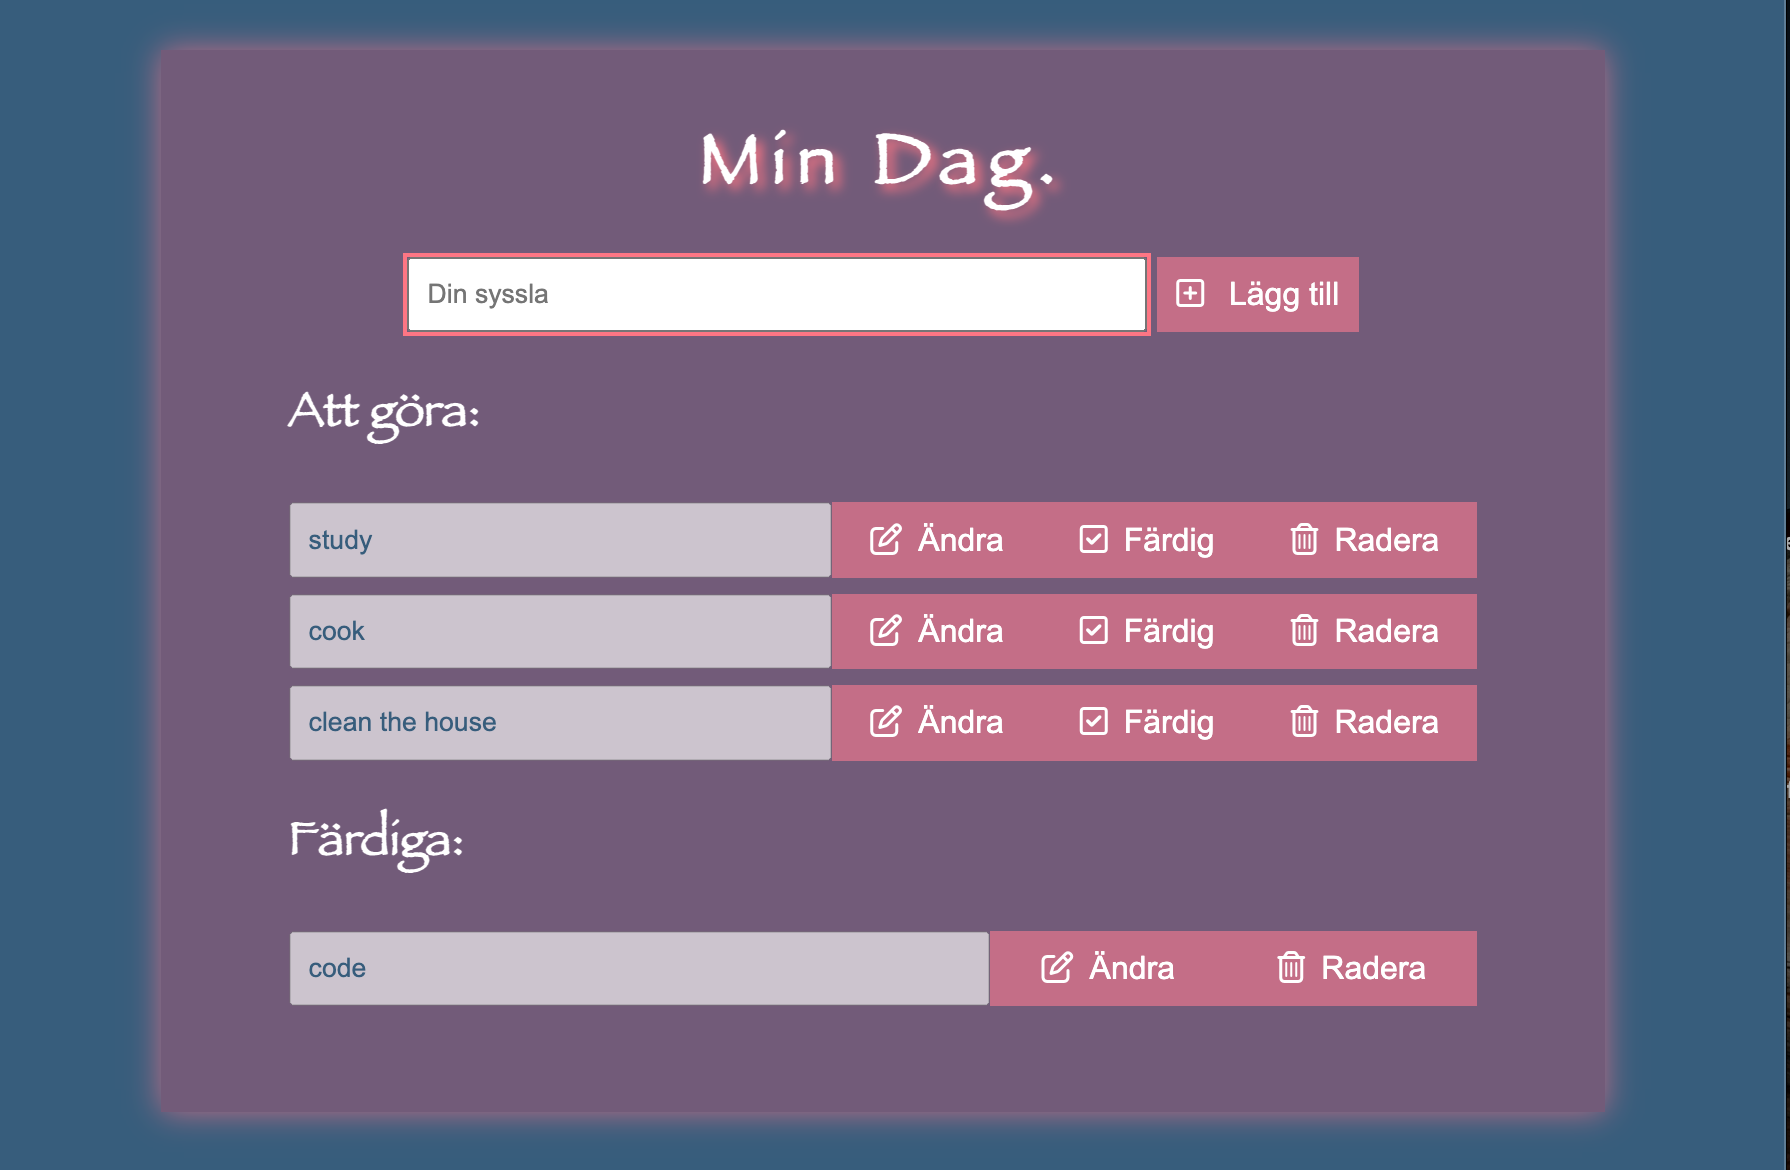 Min Dag.
Din syssla
Lägg till
Att göra:
study Ändra Färdig Radera
cook Ändra Färdig Radera
clean the house Ändra Färdig Radera
Färdiga:
code Ändra Radera